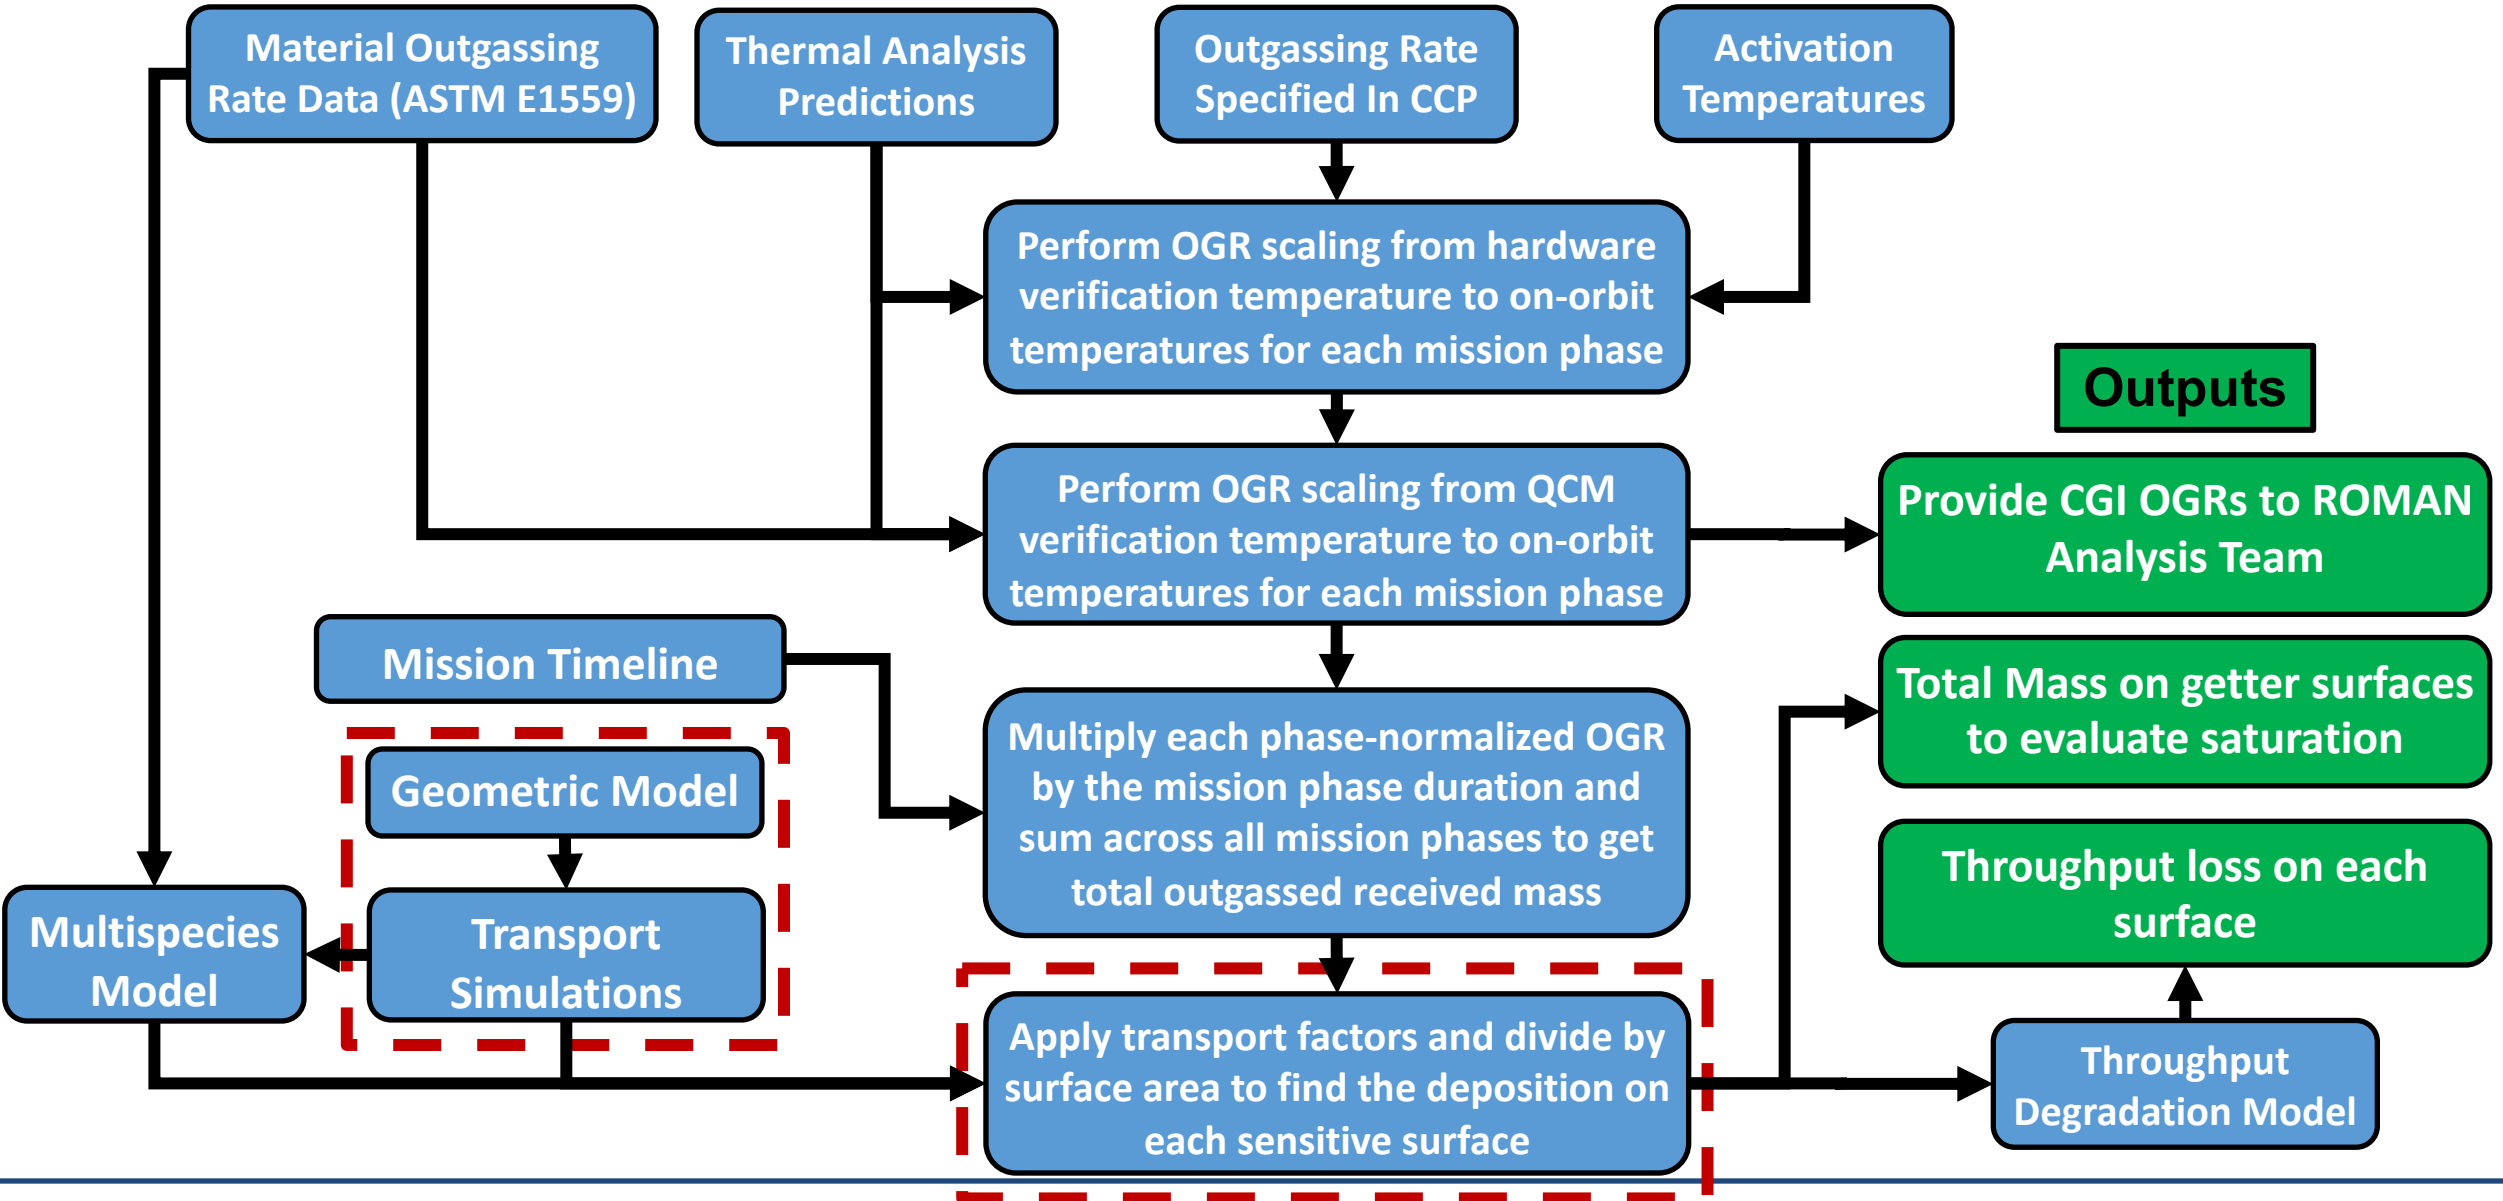 Material Outgassing
Rate Data (ASTM E1559)
Thermal Analysis
Predictions
Outgassing Rate
Specified In CCP
Activation
Temperatures
Perform OGR scaling from hardware
verification temperature to on-orbit
temperatures for each mission phase
Outputs
Perform OGR scaling from QCM
verification temperature to on-orbit
temperatures for each mission phase
Provide CGI OGRs to ROMAN
Analysis Team
Mission Timeline
Total Mass on getter surfaces
to evaluate saturation
Geometric Model
Multiply each phase-normalized OGR
by the mission phase duration and
sum across all mission phases to get
total outgassed received mass
Throughput loss on each
surface
Multispecies
Model
Transport
Simulations
Apply transport factors and divide by
surface area to find the deposition on
each sensitive surface
Throughput
Degradation Model